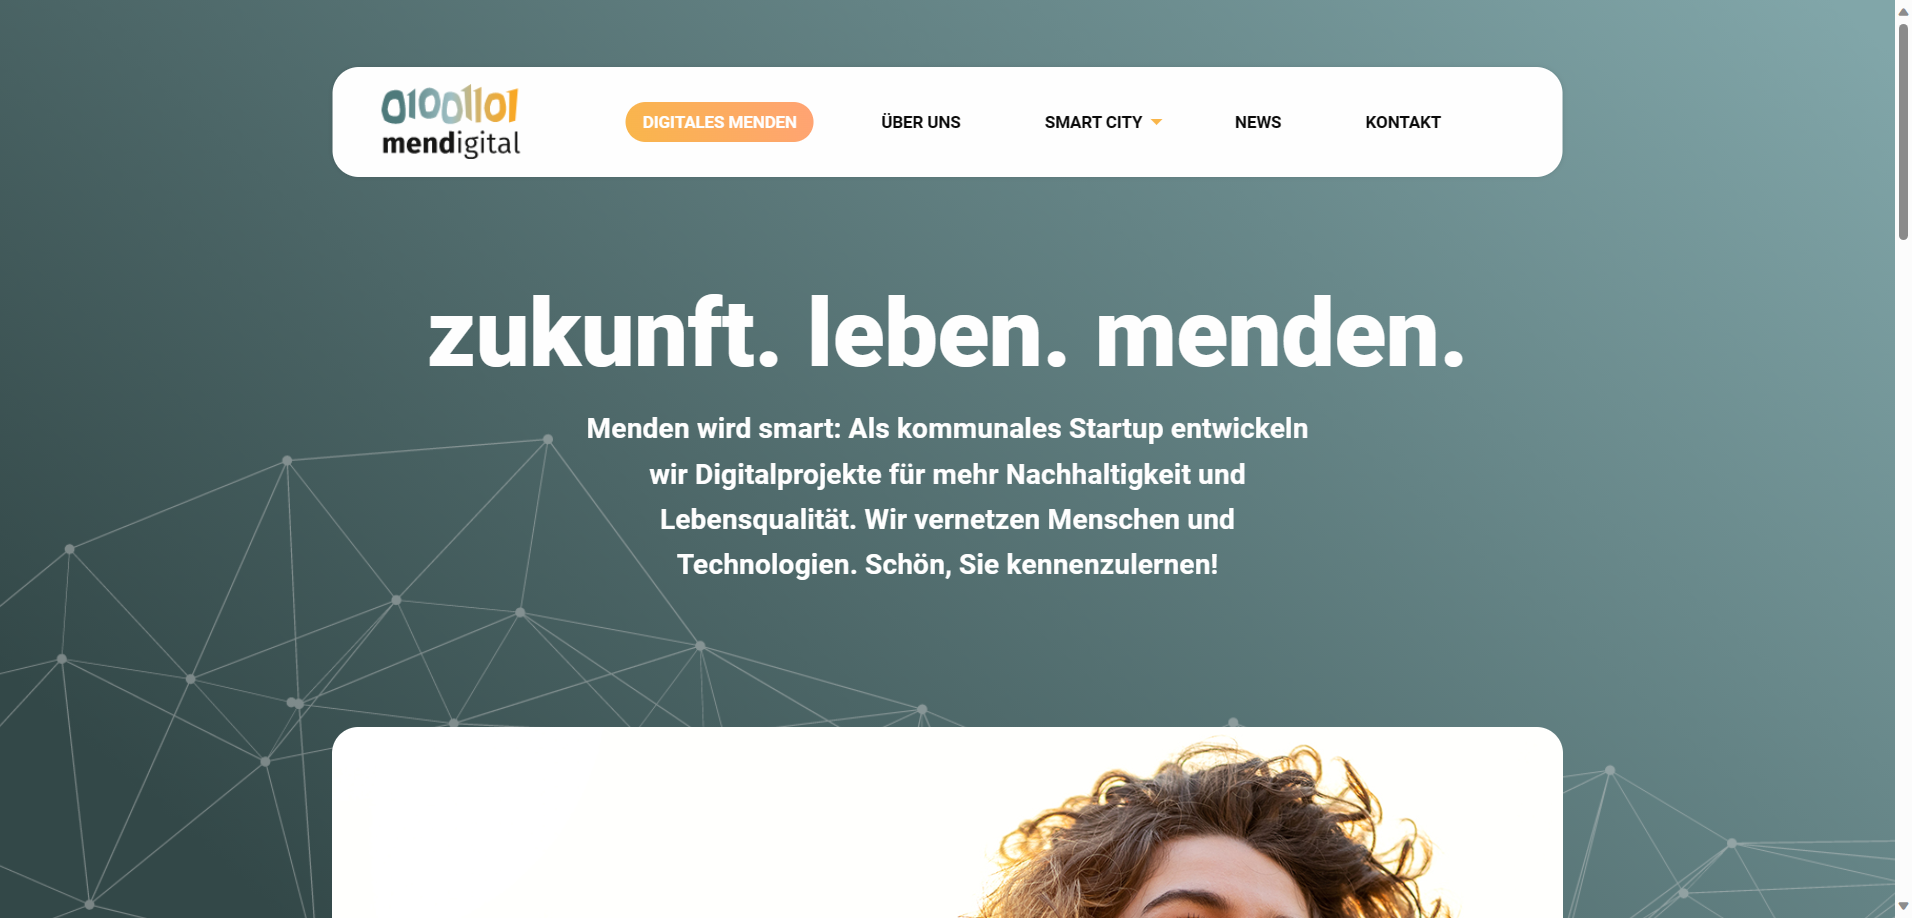 01001101
mendigital
DIGITALES MENDEN
ÜBER UNS
SMART CITY
NEWS
KONTAKT
zukunft. leben. menden.
Menden wird smart: Als kommunales Startup entwickeln
wir Digitalprojekte für mehr Nachhaltigkeit und
Lebensqualität. Wir vernetzen Menschen und
Technologien. Schön, Sie kennenzulernen!